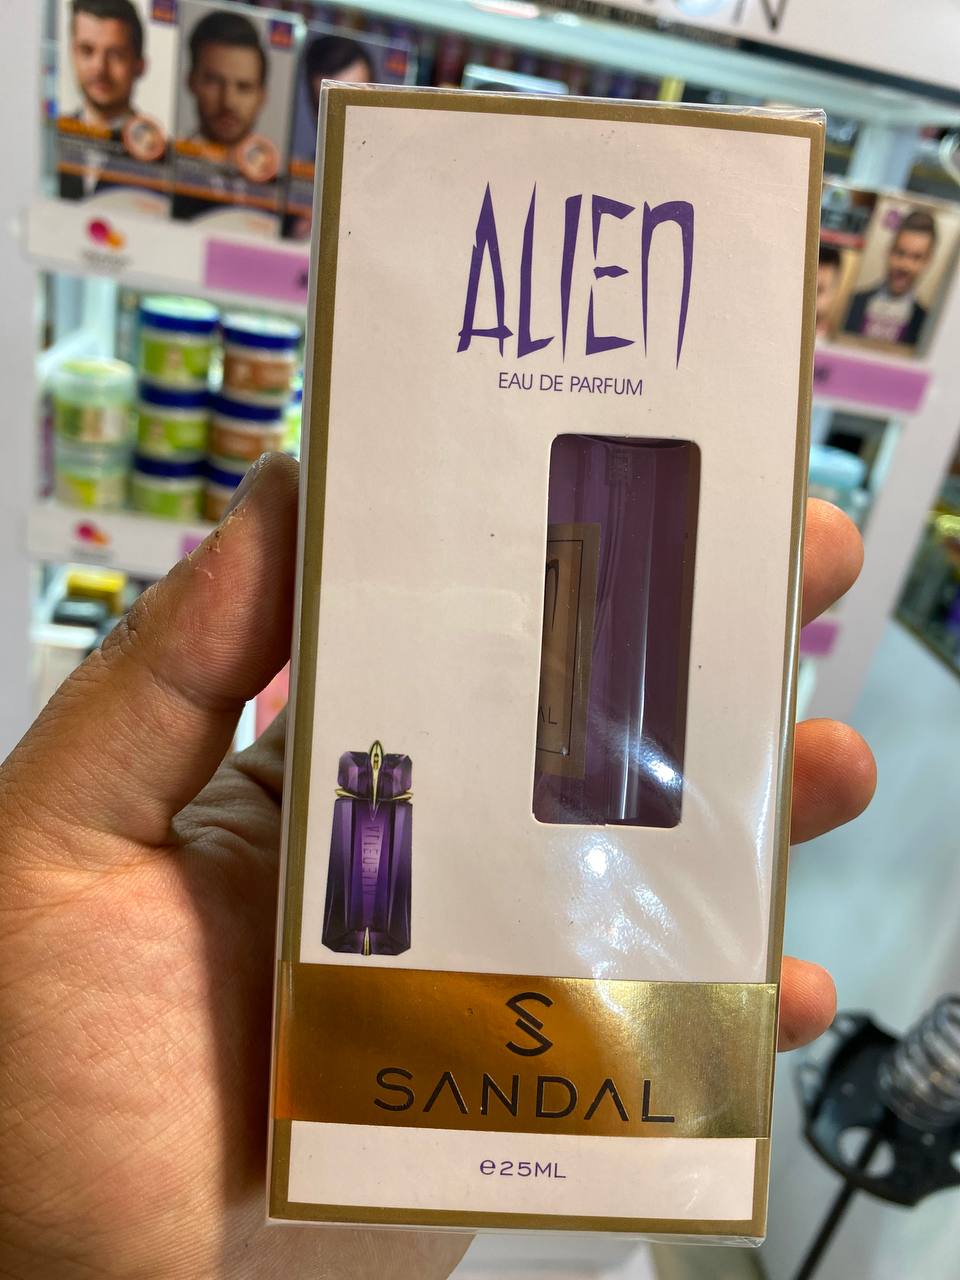 ALIEN
EAU DE PARFUM
SANDAL
e25ML